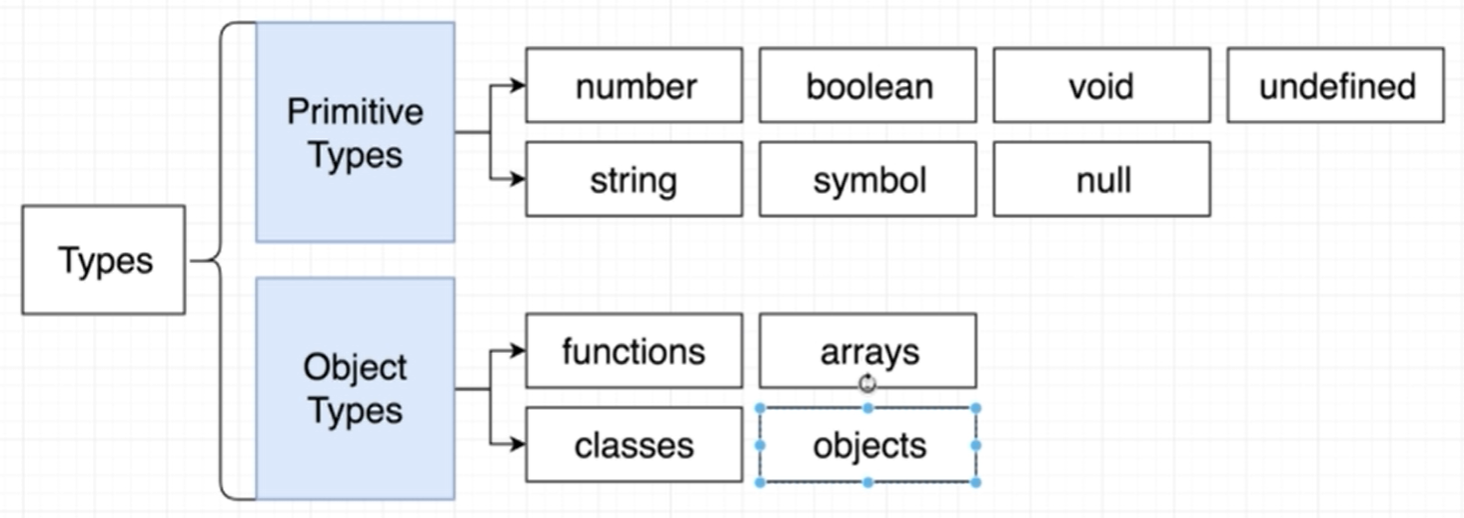 Types
Primitive
Types
number
boolean
void
undefined
string
symbol
null
Object
Types
functions
arrays
classes
objects